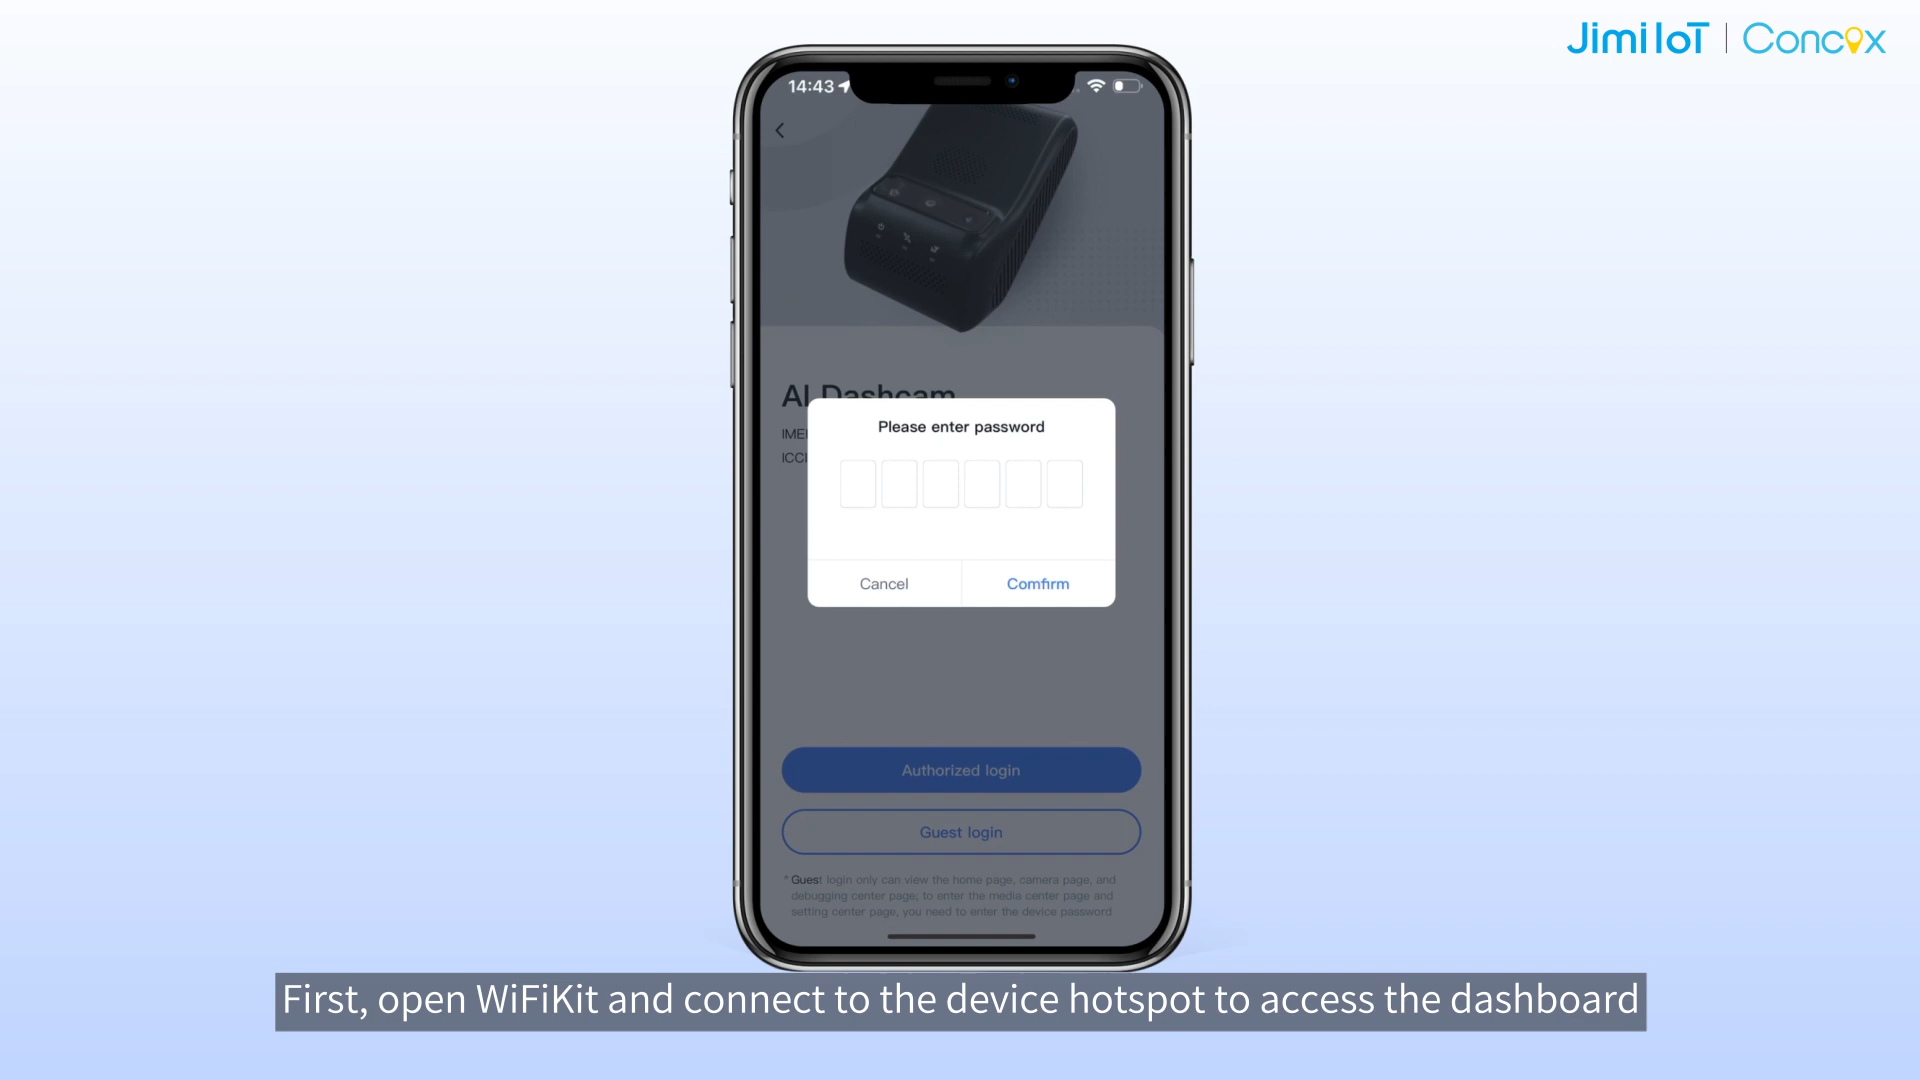 JimiIoT | Concox
14:43
AI Dashcam
IMEI
ICCI
Please enter password
Cancel
Comfirm
Authorized login
Guest login
* Guest login only can view the home page, camera page, and
debugging center page; to enter the media center page and
setting center page, you need to enter the device password
First, open WiFiKit and connect to the device hotspot to access the dashboard